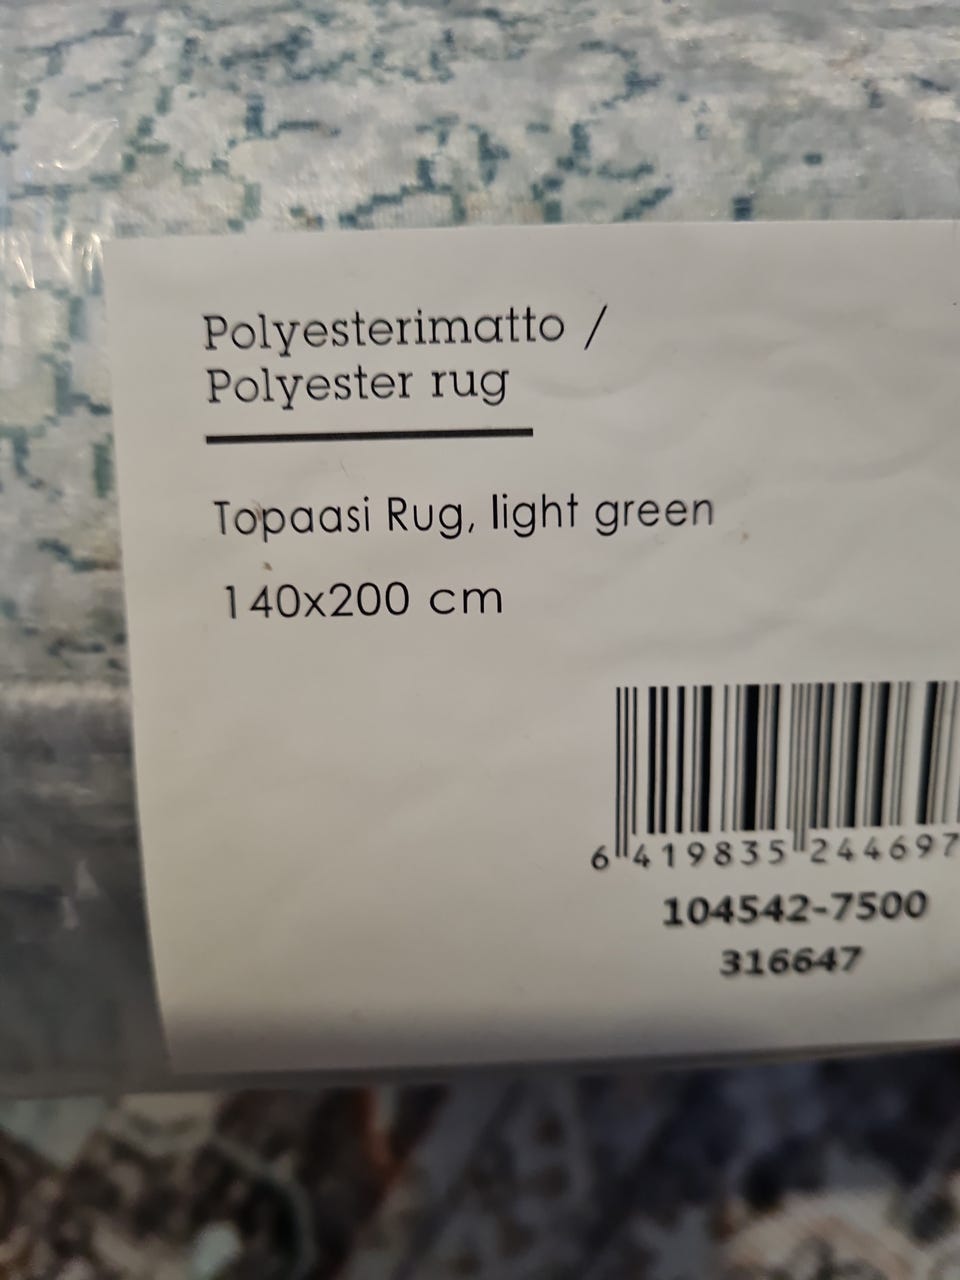 Polyesterimatto /
Polyester rug
Topaasi Rug, light green
140x200 cm
6 419835 244697
104542-7500
316647